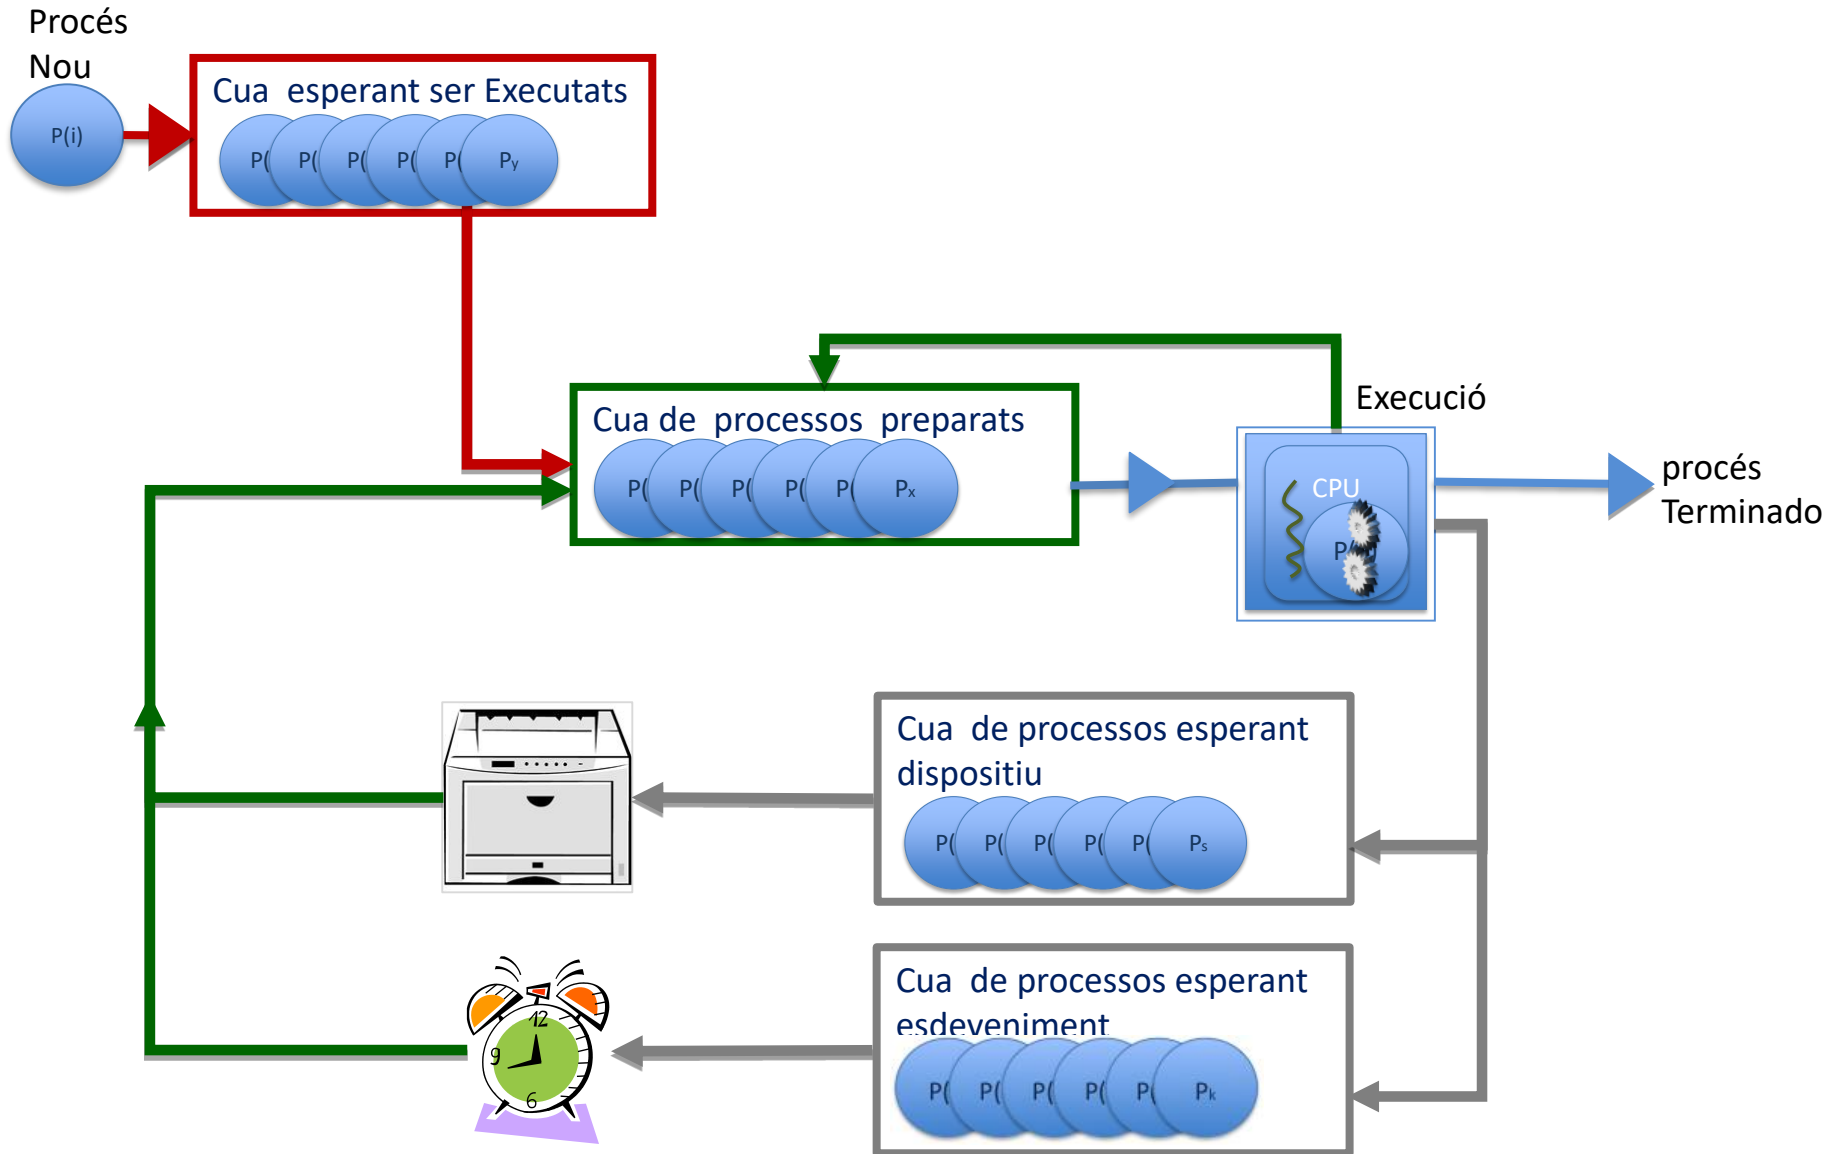 Procés
Nou
P(i)
Cua  esperant ser Executats
P( P( P( P( P( Py
Execució
Cua de  processos  preparats
P( P( P( P( P( Px
CPU
P(
procés
Terminado
Cua  de processos esperant
dispositiu
P( P( P( P( P( Ps
Cua  de processos esperant
esdeveniment
P( P( P( P( P( Pk
12
9
6